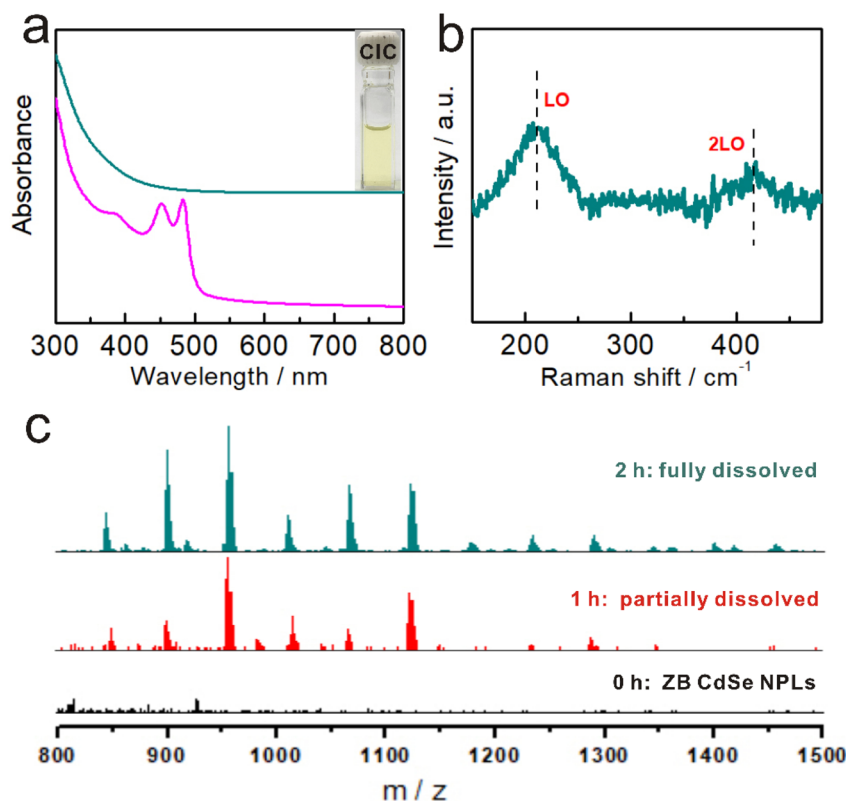 a
CIC
Absorbance
300 400 500 600 700 800
Wavelength / nm
b
LO
2LO
Intensity / a.u.
200 300 400
Raman shift / cm⁻¹
c
2 h: fully dissolved
1 h: partially dissolved
0 h: ZB CdSe NPLs
800 900 1000 1100 1200 1300 1400 1500
m / z